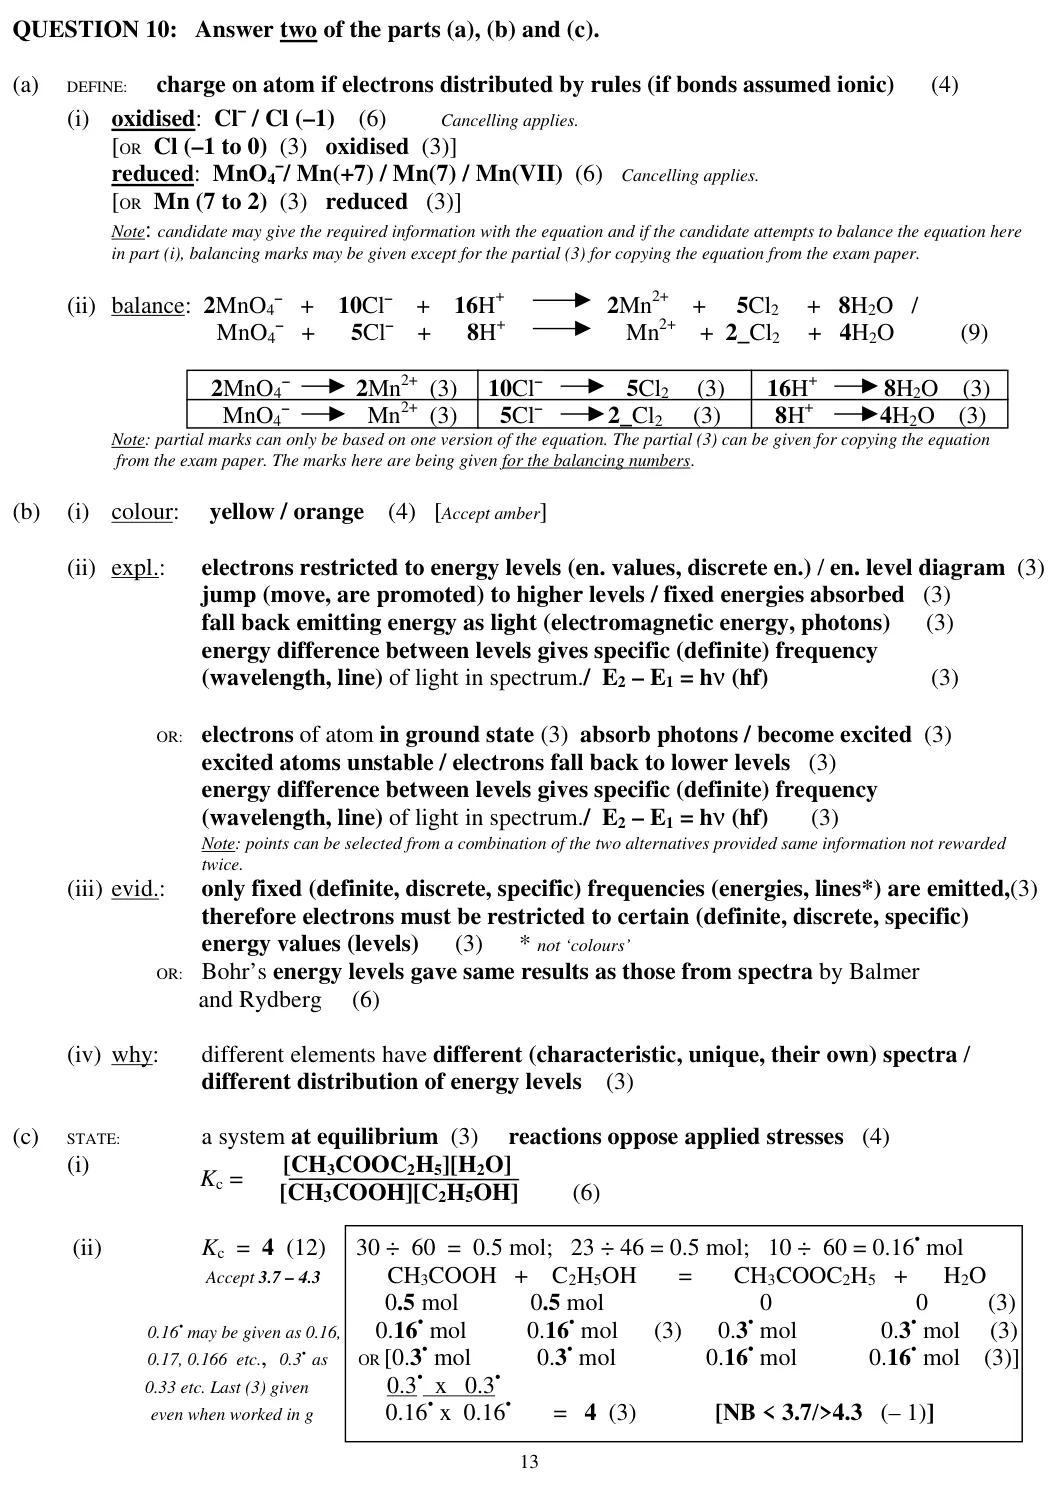 QUESTION 10: Answer two of the parts (a), (b) and (c).
(a) DEFINE: charge on atom if electrons distributed by rules (if bonds assumed ionic) (4)
(i) oxidised: Cl⁻ / Cl (–1) (6) Cancelling applies.
[OR Cl (–1 to 0) (3) oxidised (3)]
reduced: MnO₄⁻/ Mn(+7) / Mn(7) / Mn(VII) (6) Cancelling applies.
[OR Mn (7 to 2) (3) reduced (3)]
Note: candidate may give the required information with the equation and if the candidate attempts to balance the equation here
in part (i), balancing marks may be given except for the partial (3) for copying the equation from the exam paper.
(ii) balance: 2MnO₄⁻ + 10Cl⁻ + 16H⁺ → 2Mn²⁺ + 5Cl₂ + 8H₂O /
MnO₄⁻ + 5Cl⁻ + 8H⁺ → Mn²⁺ + 2_Cl₂ + 4H₂O (9)
2MnO₄⁻ → 2Mn²⁺ (3) 10Cl⁻ → 5Cl₂ (3) 16H⁺ → 8H₂O (3)
MnO₄⁻ → Mn²⁺ (3) 5Cl⁻ → 2_Cl₂ (3) 8H⁺ → 4H₂O (3)
Note: partial marks can only be based on one version of the equation. The partial (3) can be given for copying the equation
from the exam paper. The marks here are being given for the balancing numbers.
(b) (i) colour: yellow / orange (4) [Accept amber]
(ii) expl.: electrons restricted to energy levels (en. values, discrete en.) / en. level diagram (3)
jump (move, are promoted) to higher levels / fixed energies absorbed (3)
fall back emitting energy as light (electromagnetic energy, photons) (3)
energy difference between levels gives specific (definite) frequency
(wavelength, line) of light in spectrum./ E₂ – E₁ = hν (hf) (3)
OR: electrons of atom in ground state (3) absorb photons / become excited (3)
excited atoms unstable / electrons fall back to lower levels (3)
energy difference between levels gives specific (definite) frequency
(wavelength, line) of light in spectrum./ E₂ – E₁ = hν (hf) (3)
Note: points can be selected from a combination of the two alternatives provided same information not rewarded
twice.
(iii) evid.: only fixed (definite, discrete, specific) frequencies (energies, lines*) are emitted,(3)
therefore electrons must be restricted to certain (definite, discrete, specific)
energy values (levels) (3) * not ‘colours’
OR: Bohr’s energy levels gave same results as those from spectra by Balmer
and Rydberg (6)
(iv) why: different elements have different (characteristic, unique, their own) spectra /
different distribution of energy levels (3)
(c) STATE: a system at equilibrium (3) reactions oppose applied stresses (4)
(i) [CH₃COOC₂H₅][H₂O]
K_c =
[CH₃COOH][C₂H₅OH] (6)
(ii) K_c = 4 (12) 30 ÷ 60 = 0.5 mol; 23 ÷ 46 = 0.5 mol; 10 ÷ 60 = 0.16• mol
Accept 3.7 – 4.3 CH₃COOH + C₂H₅OH = CH₃COOC₂H₅ + H₂O
0.5 mol 0.5 mol 0 0 (3)
0.16• may be given as 0.16, 0.16• mol 0.16• mol (3) 0.3• mol 0.3• mol (3)
0.17, 0.166 etc., 0.3• as OR [0.3• mol 0.3• mol 0.16• mol 0.16• mol (3)]
0.33 etc. Last (3) given 0.3• x 0.3•
even when worked in g 0.16• x 0.16• = 4 (3) [NB < 3.7/>4.3 (– 1)]
13